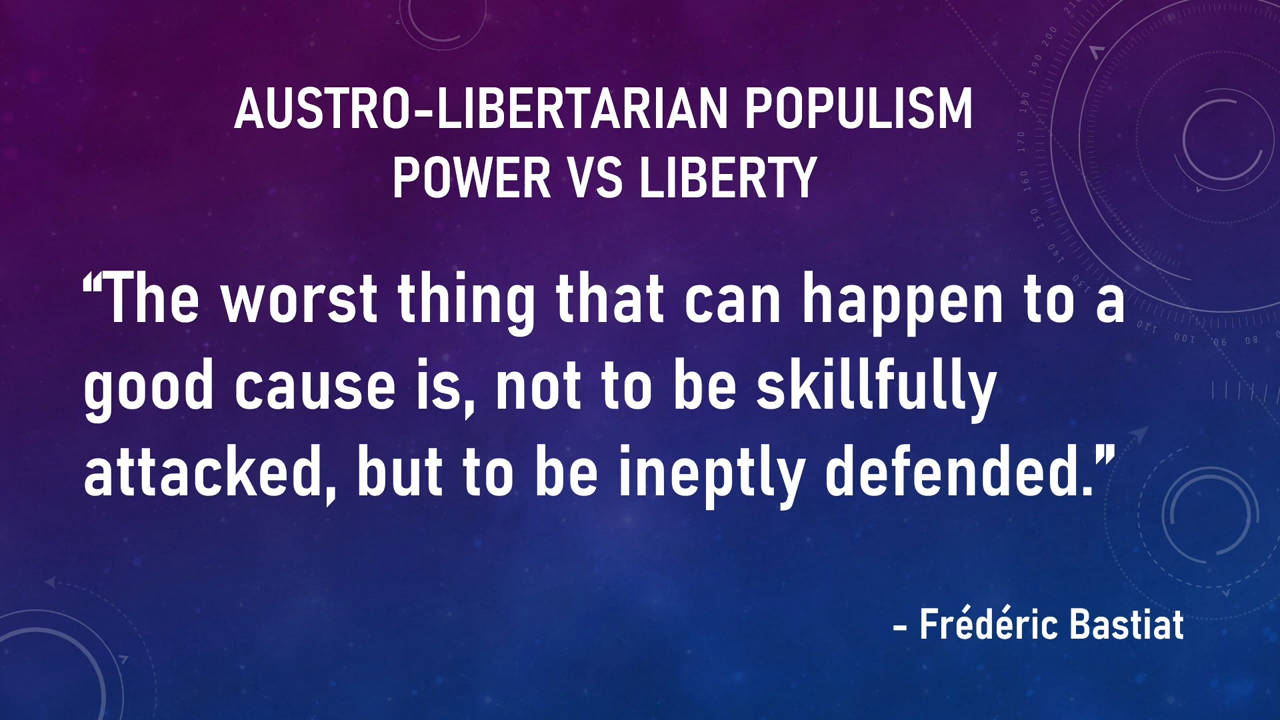 AUSTRO-LIBERTARIAN POPULISM
POWER VS LIBERTY
“The worst thing that can happen to a
good cause is, not to be skillfully
attacked, but to be ineptly defended.”
- Frédéric Bastiat